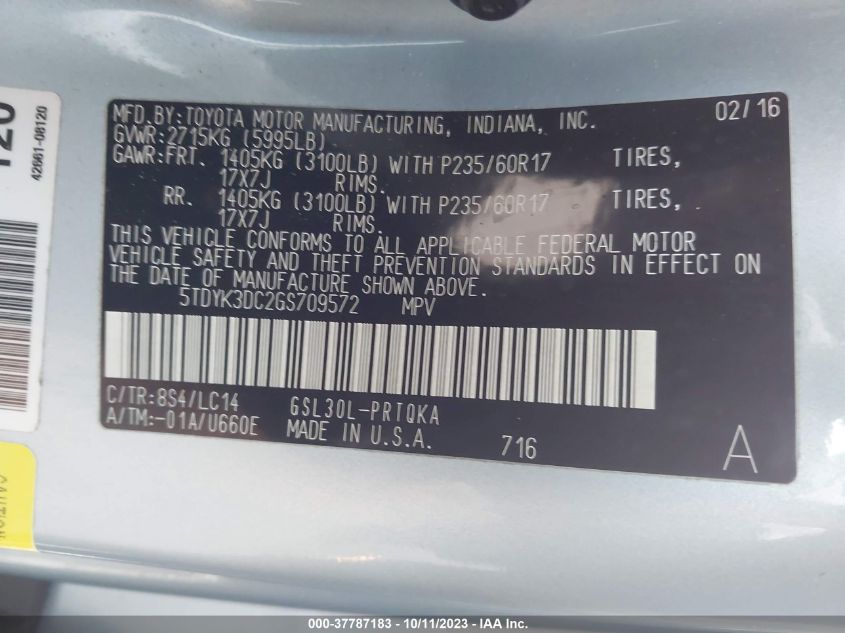 MFD.BY:TOYOTA MOTOR MANUFACTURING, INDIANA, INC. 02/16
GVWR:2715KG (5995LB)
GAWR:FRT. 1405KG (3100LB) WITH P235/60R17 TIRES,
17X7J RIMS.
RR. 1405KG (3100LB) WITH P235/60R17 TIRES,
17X7J RIMS.
THIS VEHICLE CONFORMS TO ALL APPLICABLE FEDERAL MOTOR
VEHICLE SAFETY AND THEFT PREVENTION STANDARDS IN EFFECT ON
THE DATE OF MANUFACTURE SHOWN ABOVE.
5TDYK3DC2GS709572 MPV
C/TR:8S4/LC14 GSL30L-PRTQKA
A/TM:-01A/U660E MADE IN U.S.A. 716 A
42661-08120
CAUTION
000-37787183 - 10/11/2023 - IAA Inc.